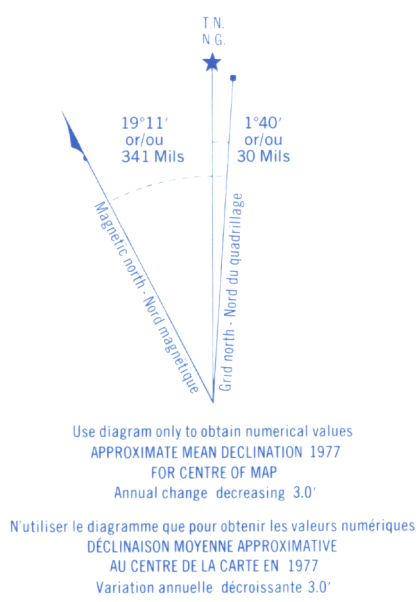 T.N.
N G.
19°11′
or/ou
341 Mils
1°40′
or/ou
30 Mils
Magnetic north - Nord magnétique
Grid north - Nord du quadrillage
Use diagram only to obtain numerical values
APPROXIMATE MEAN DECLINATION 1977
FOR CENTRE OF MAP
Annual change decreasing 3.0′
N'utiliser le diagramme que pour obtenir les valeurs numériques
DÉCLINAISON MOYENNE APPROXIMATIVE
AU CENTRE DE LA CARTE EN 1977
Variation annuelle décroissante 3.0′